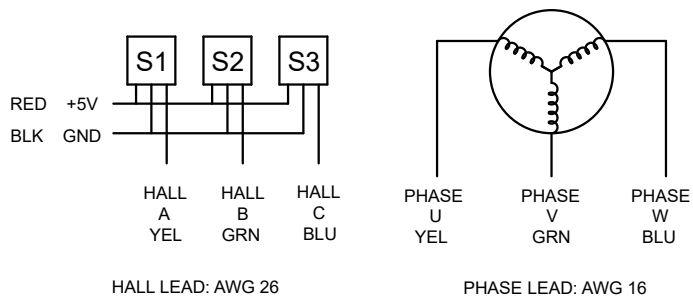 S1 S2 S3
RED +5V
BLK GND
HALL A YEL
HALL B GRN
HALL C BLU
PHASE U YEL
PHASE V GRN
PHASE W BLU
HALL LEAD: AWG 26
PHASE LEAD: AWG 16